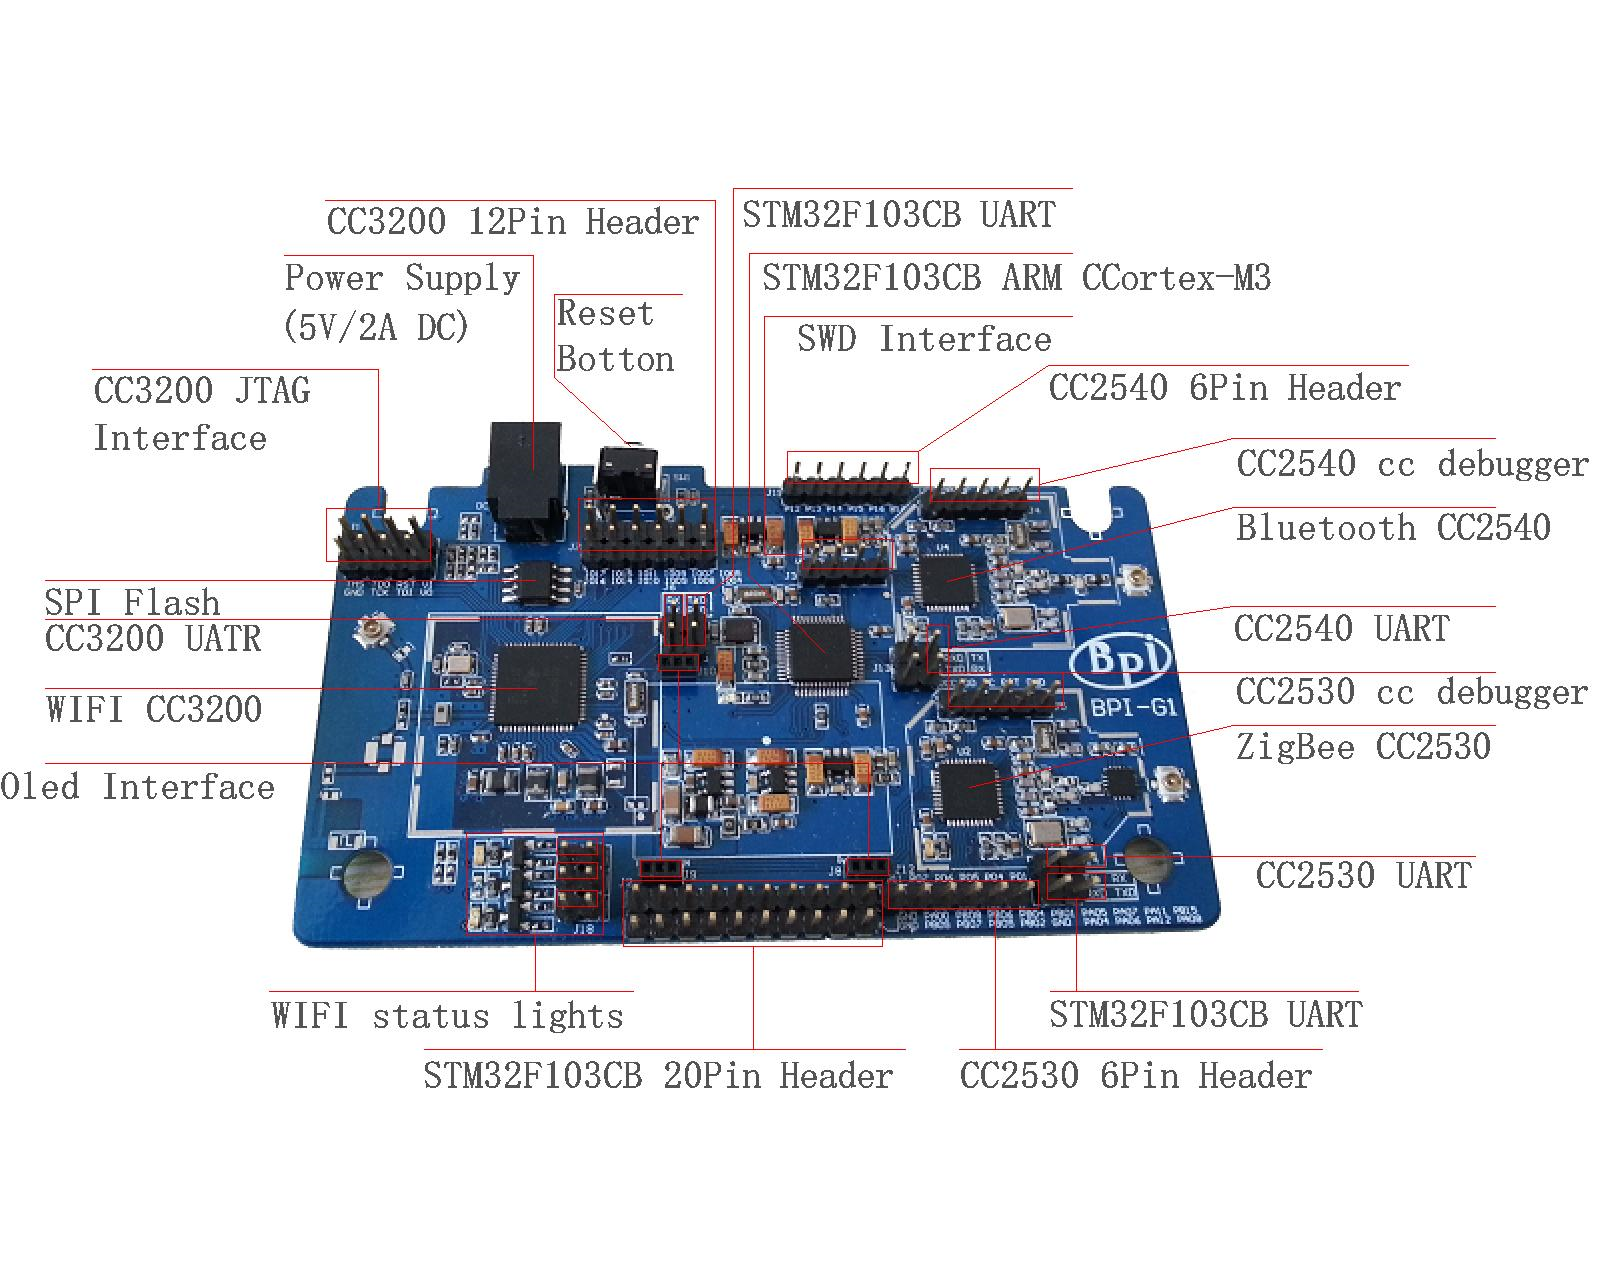 CC3200 12Pin Header
STM32F103CB UART
Power Supply
(5V/2A DC)
STM32F103CB ARM CCortex-M3
Reset
Botton
SWD Interface
CC3200 JTAG
Interface
CC2540 6Pin Header
CC2540 cc debugger
Bluetooth CC2540
SPI Flash
CC3200 UATR
CC2540 UART
Bpi
BPI-G1
WIFI CC3200
CC2530 cc debugger
ZigBee CC2530
Oled Interface
CC2530 UART
J18
WIFI status lights
STM32F103CB UART
STM32F103CB 20Pin Header
CC2530 6Pin Header